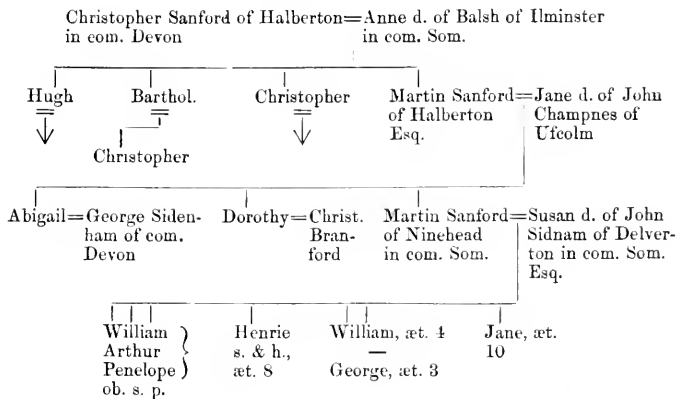 Christopher Sanford of Halberton=Anne d. of Balsh of Ilminster
in com. Devon in com. Som.
Hugh Barthol. Christopher Martin Sanford=Jane d. of John
of Halberton Champnes of
Esq. Ufcolm
Christopher
Abigail=George Siden- Dorothy=Christ. Martin Sanford=Susan d. of John
ham of com. Bran- of Ninehead Sidnam of Delver-
Devon ford in com. Som. ton in com. Som.
Esq.
William Henrie William, æt. 4 Jane, æt.
Arthur s. & h., — 10
Penelope æt. 8 George, æt. 3
ob. s. p.